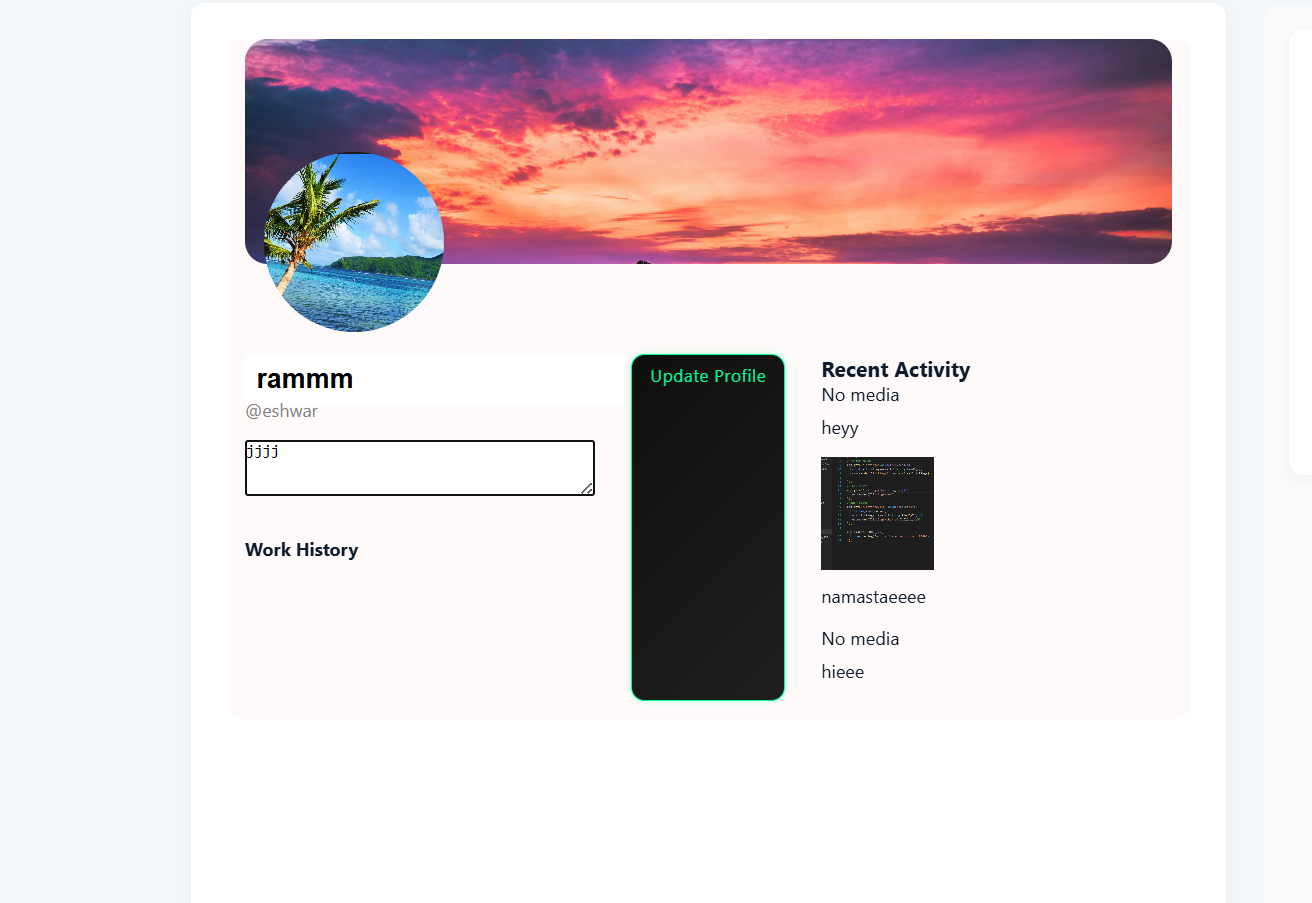 rammm
@eshwar
jjjj
Work History
Update Profile
Recent Activity
No media
heyy
namastaeeee
No media
hieee